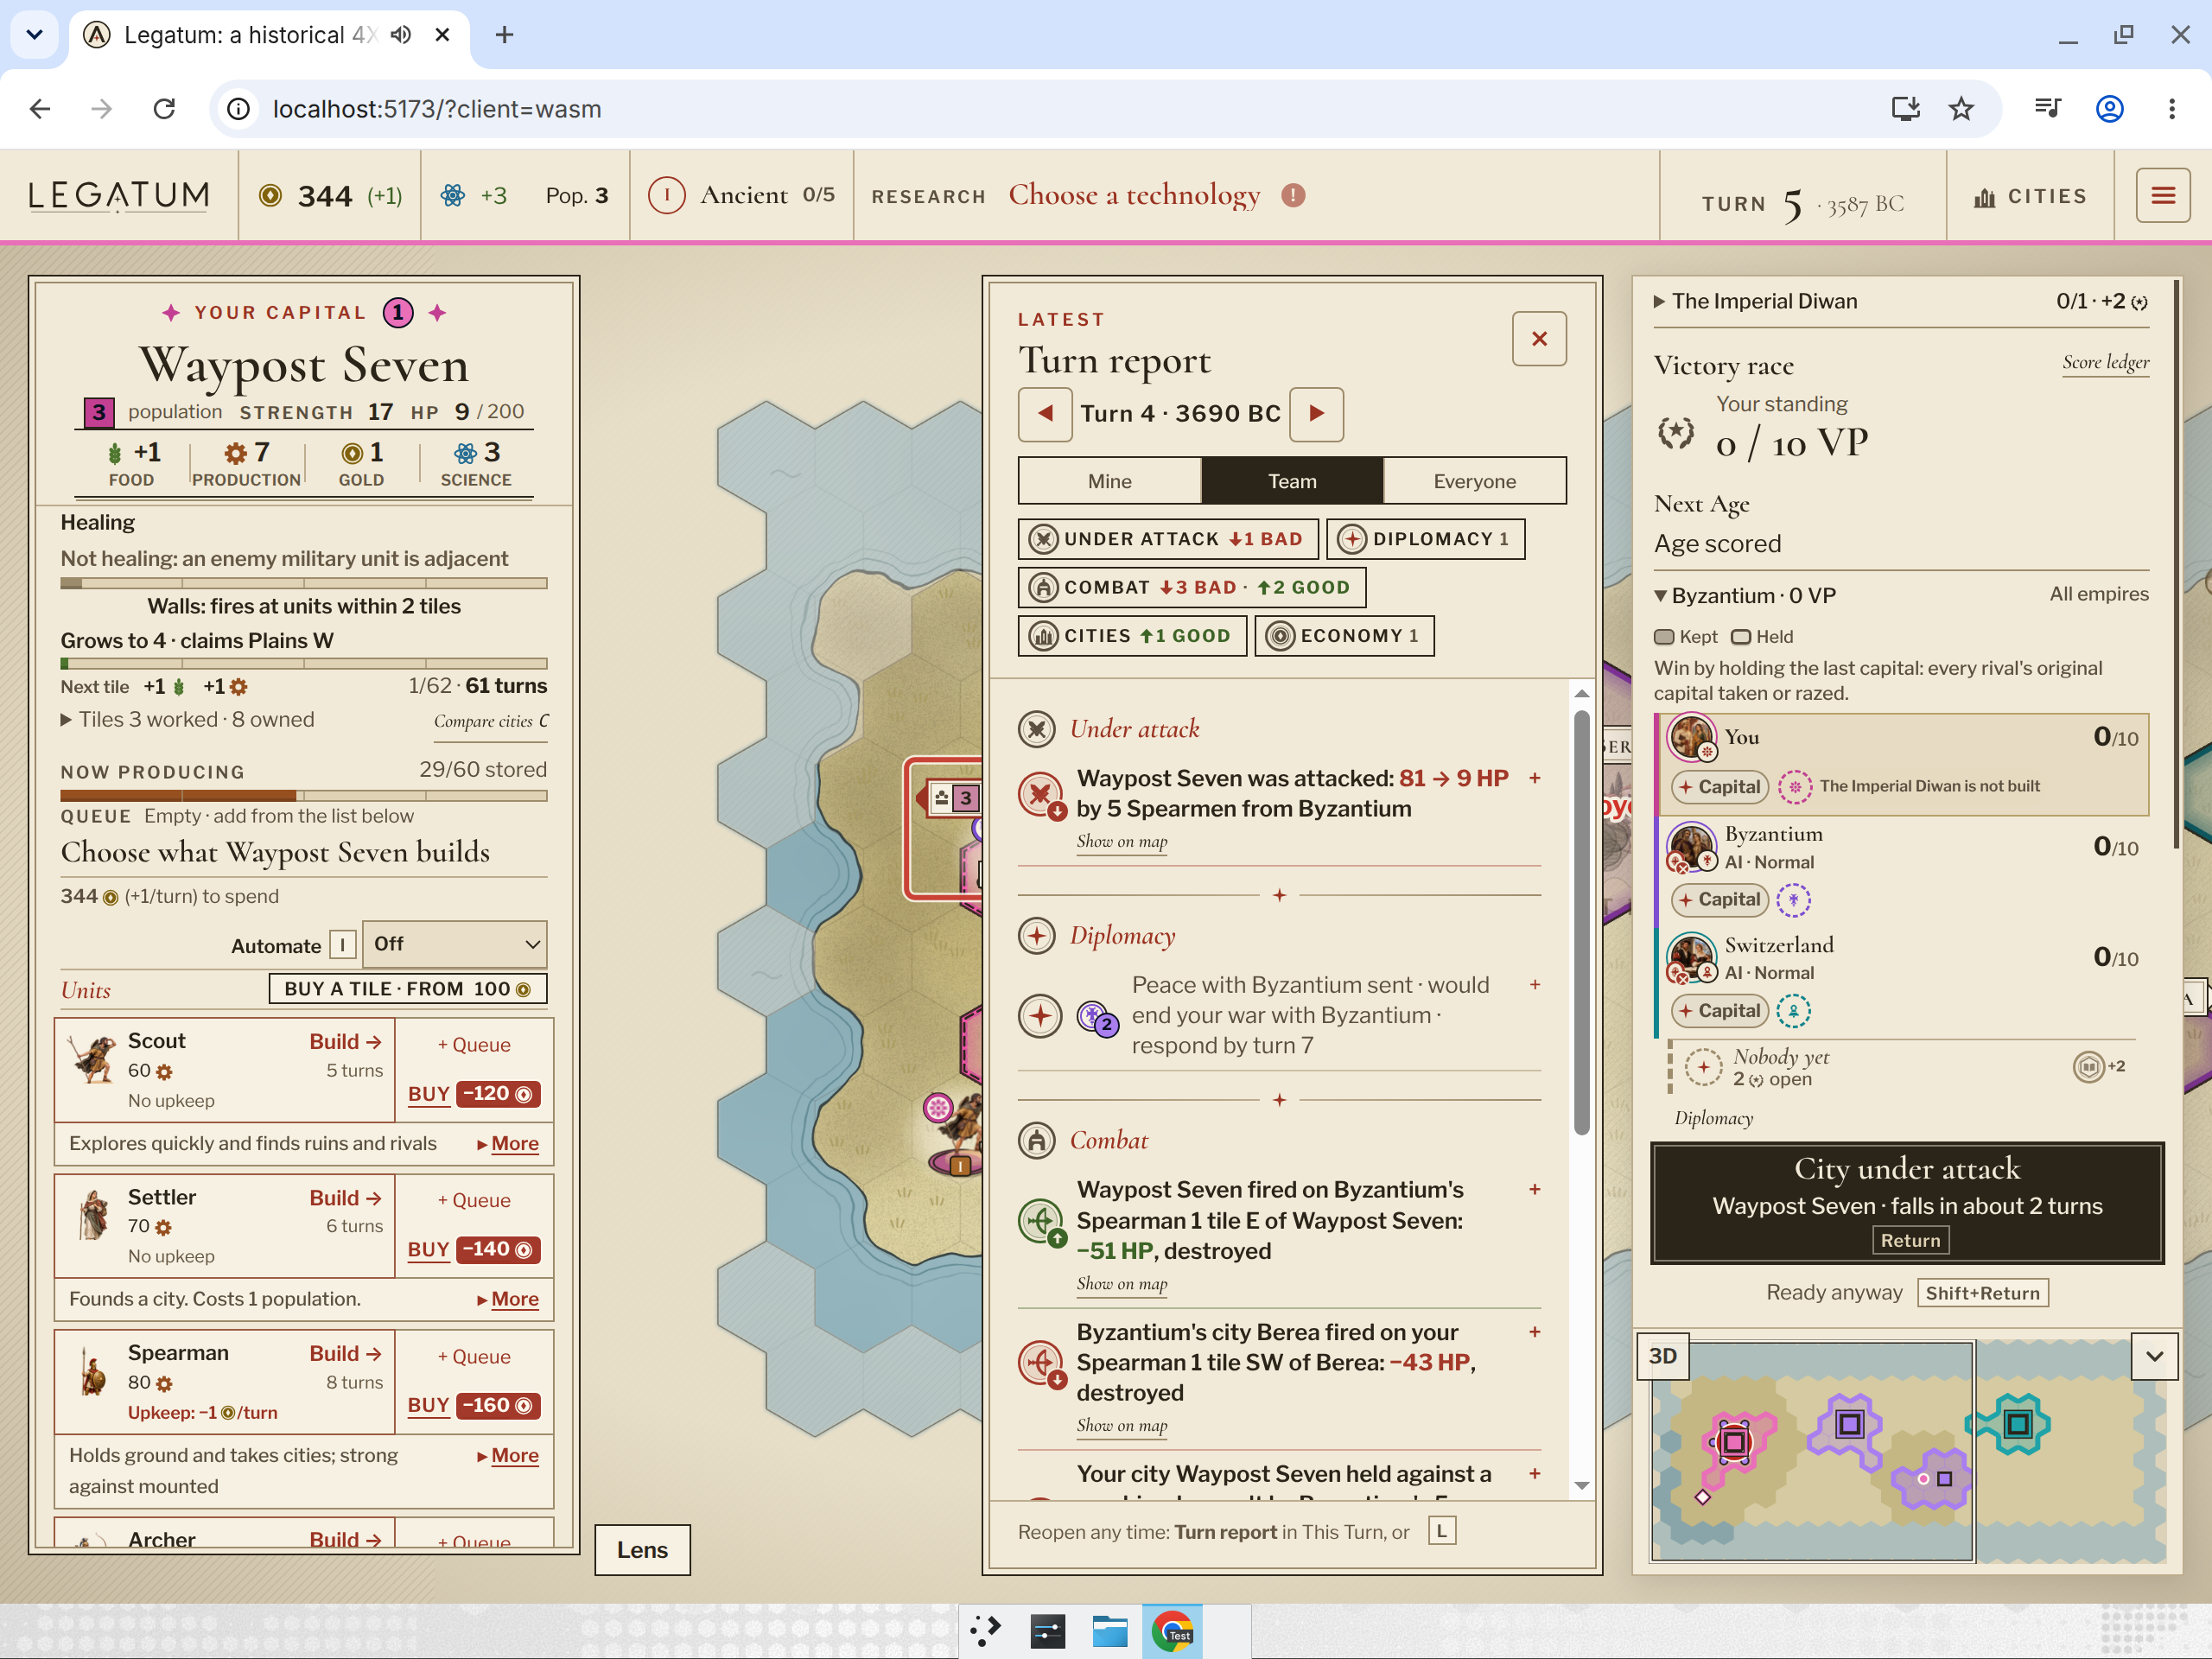 Legatum: a historical 4X
localhost:5173/?client=wasm
LEGATUM
344 (+1)
+3
Pop. 3
I
Ancient 0/5
RESEARCH Choose a technology !
TURN 5 · 3587 BC
CITIES
YOUR CAPITAL 1
Waypost Seven
3 population STRENGTH 17 HP 9 / 200
+1
FOOD
7
PRODUCTION
1
GOLD
3
SCIENCE
Healing
Not healing: an enemy military unit is adjacent
Walls: fires at units within 2 tiles
Grows to 4 · claims Plains W
Next tile +1 +1 1/62 · 61 turns
Tiles 3 worked · 8 owned Compare cities C
NOW PRODUCING 29/60 stored
QUEUE Empty · add from the list below
Choose what Waypost Seven builds
344 (+1/turn) to spend
Automate I Off
Units BUY A TILE · FROM 100
Scout Build → + Queue
60 5 turns
No upkeep BUY −120
Explores quickly and finds ruins and rivals ▸ More
Settler Build → + Queue
70 6 turns
No upkeep BUY −140
Founds a city. Costs 1 population. ▸ More
Spearman Build → + Queue
80 8 turns
Upkeep: −1 /turn BUY −160
Holds ground and takes cities; strong ▸ More
against mounted
Archer Build → + Queue
Lens
3
I
LATEST
Turn report
Turn 4 · 3690 BC
Mine Team Everyone
UNDER ATTACK ↓1 BAD DIPLOMACY 1
COMBAT ↓3 BAD · ↑2 GOOD
CITIES ↑1 GOOD ECONOMY 1
Under attack
Waypost Seven was attacked: 81 → 9 HP +
by 5 Spearmen from Byzantium
Show on map
Diplomacy
Peace with Byzantium sent · would +
2 end your war with Byzantium ·
respond by turn 7
Combat
Waypost Seven fired on Byzantium's +
Spearman 1 tile E of Waypost Seven:
−51 HP, destroyed
Show on map
Byzantium's city Berea fired on your +
Spearman 1 tile SW of Berea: −43 HP,
destroyed
Show on map
Your city Waypost Seven held against a +
Reopen any time: Turn report in This Turn, or L
The Imperial Diwan 0/1 · +2
Victory race Score ledger
Your standing
0 / 10 VP
Next Age
Age scored
Byzantium · 0 VP All empires
Kept Held
Win by holding the last capital: every rival's original
capital taken or razed.
You 0/10
Capital The Imperial Diwan is not built
Byzantium 0/10
AI · Normal
Capital
Switzerland 0/10
AI · Normal
Capital
Nobody yet +2
2 open
Diplomacy
City under attack
Waypost Seven · falls in about 2 turns
Return
Ready anyway Shift+Return
3D
Test